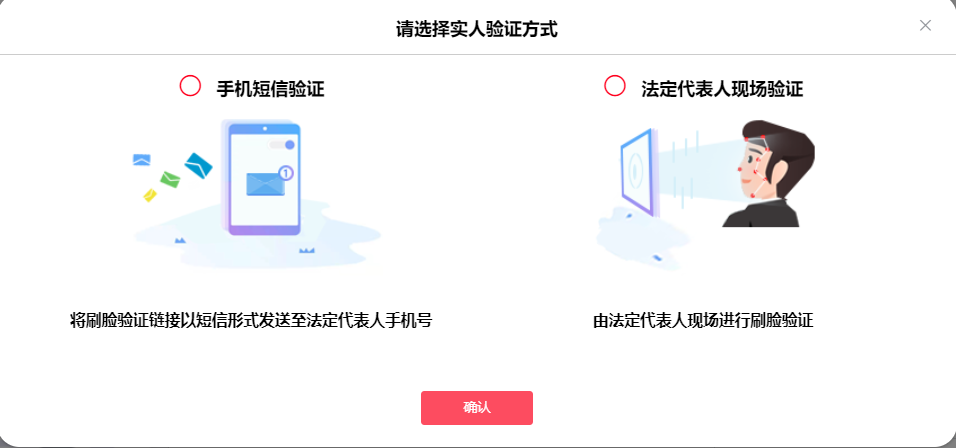 请选择实人验证方式
手机短信验证
法定代表人现场验证
1
将刷脸验证链接以短信形式发送至法定代表人手机号
由法定代表人现场进行刷脸验证
确认